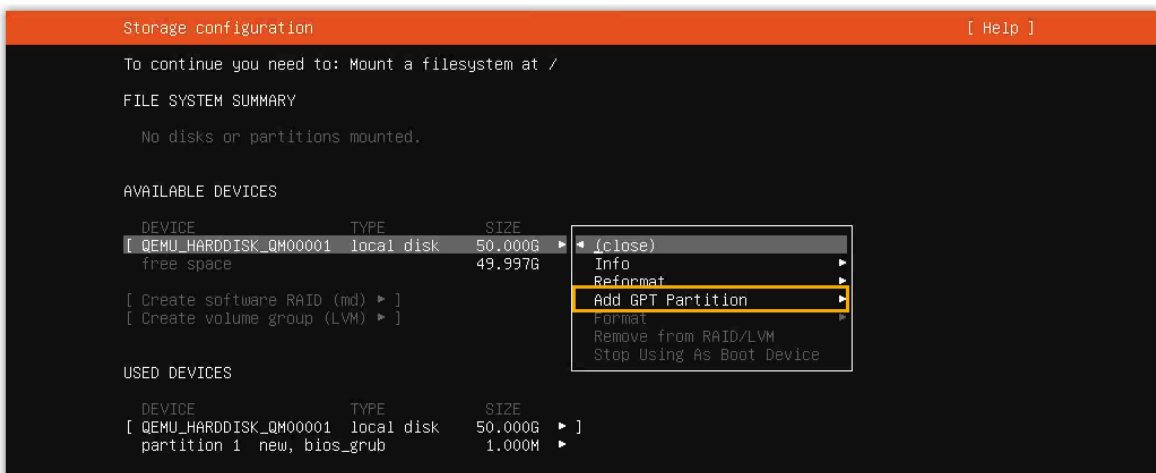 Storage configuration [ Help ]
To continue you need to: Mount a filesystem at /
FILE SYSTEM SUMMARY
No disks or partitions mounted.
AVAILABLE DEVICES
DEVICE TYPE SIZE
[ QEMU_HARDDISK_QM00001 local disk 50.000G ► ◄ (close)
free space 49.997G Info ►
Reformat ►
[ Create software RAID (md) ► ] Add GPT Partition ►
[ Create volume group (LVM) ► ] Format ►
Remove from RAID/LVM
Stop Using As Boot Device
USED DEVICES
DEVICE TYPE SIZE
[ QEMU_HARDDISK_QM00001 local disk 50.000G ► ]
partition 1 new, bios_grub 1.000M ►